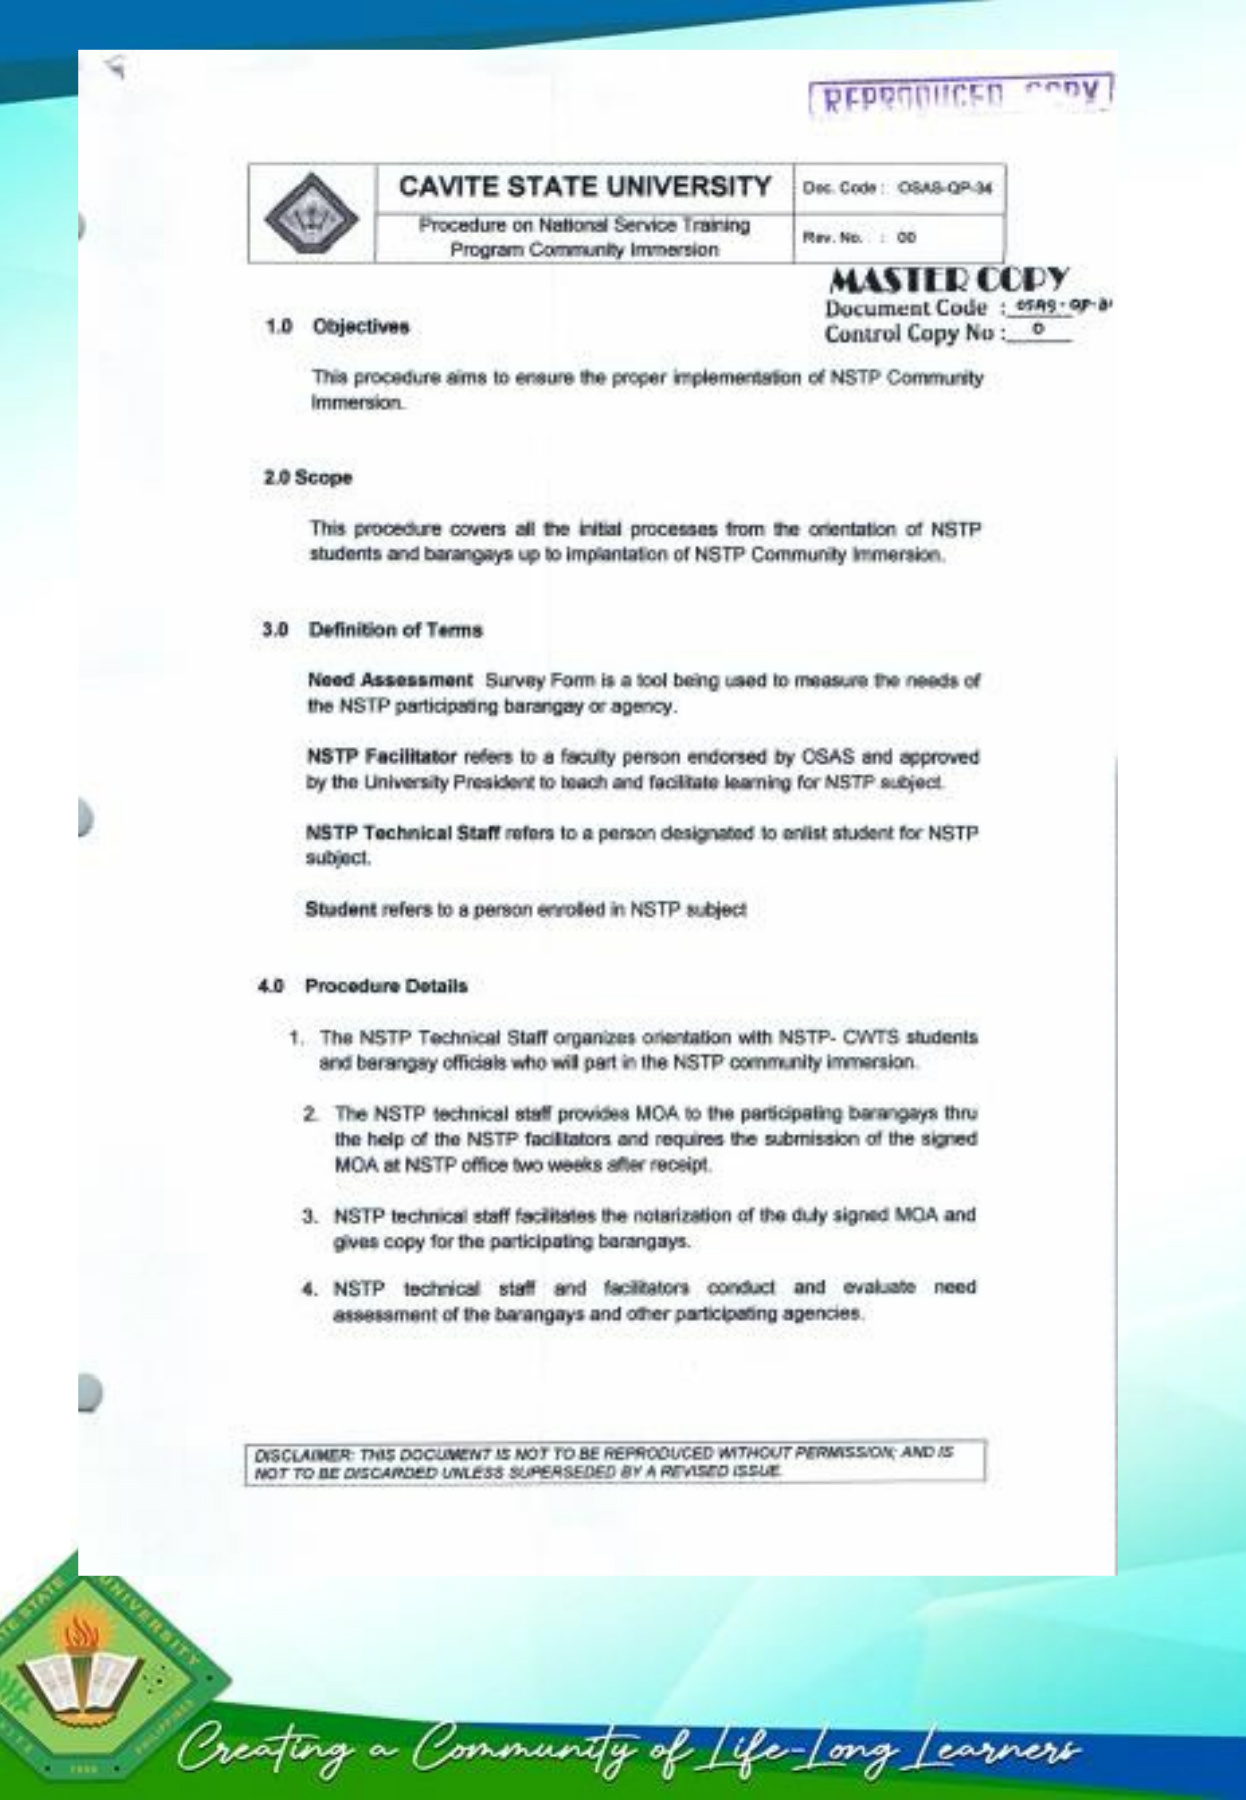 REPRODUCED COPY
CAVITE STATE UNIVERSITY
Doc. Code : OSAS-QP-34
Procedure on National Service Training
Program Community Immersion
Rev. No. : 00
MASTER COPY
Document Code : OSAS-QP-3
Control Copy No : 0
1.0 Objectives
This procedure aims to ensure the proper implementation of NSTP Community
Immersion.
2.0 Scope
This procedure covers all the initial processes from the orientation of NSTP
students and barangays up to implantation of NSTP Community Immersion.
3.0 Definition of Terms
Need Assessment Survey Form is a tool being used to measure the needs of
the NSTP participating barangay or agency.
NSTP Facilitator refers to a faculty person endorsed by OSAS and approved
by the University President to teach and facilitate learning for NSTP subject.
NSTP Technical Staff refers to a person designated to enlist student for NSTP
subject.
Student refers to a person enrolled in NSTP subject
4.0 Procedure Details
1. The NSTP Technical Staff organizes orientation with NSTP- CWTS students
and barangay officials who will part in the NSTP community immersion.
2. The NSTP technical staff provides MOA to the participating barangays thru
the help of the NSTP facilitators and requires the submission of the signed
MOA at NSTP office two weeks after receipt.
3. NSTP technical staff facilitates the notarization of the duly signed MOA and
gives copy for the participating barangays.
4. NSTP technical staff and facilitators conduct and evaluate need
assessment of the barangays and other participating agencies.
DISCLAIMER: THIS DOCUMENT IS NOT TO BE REPRODUCED WITHOUT PERMISSION; AND IS
NOT TO BE DISCARDED UNLESS SUPERSEDED BY A REVISED ISSUE.
STATE UNIVERSITY
PHILIPPINES
Creating a Community of Life-Long Learners